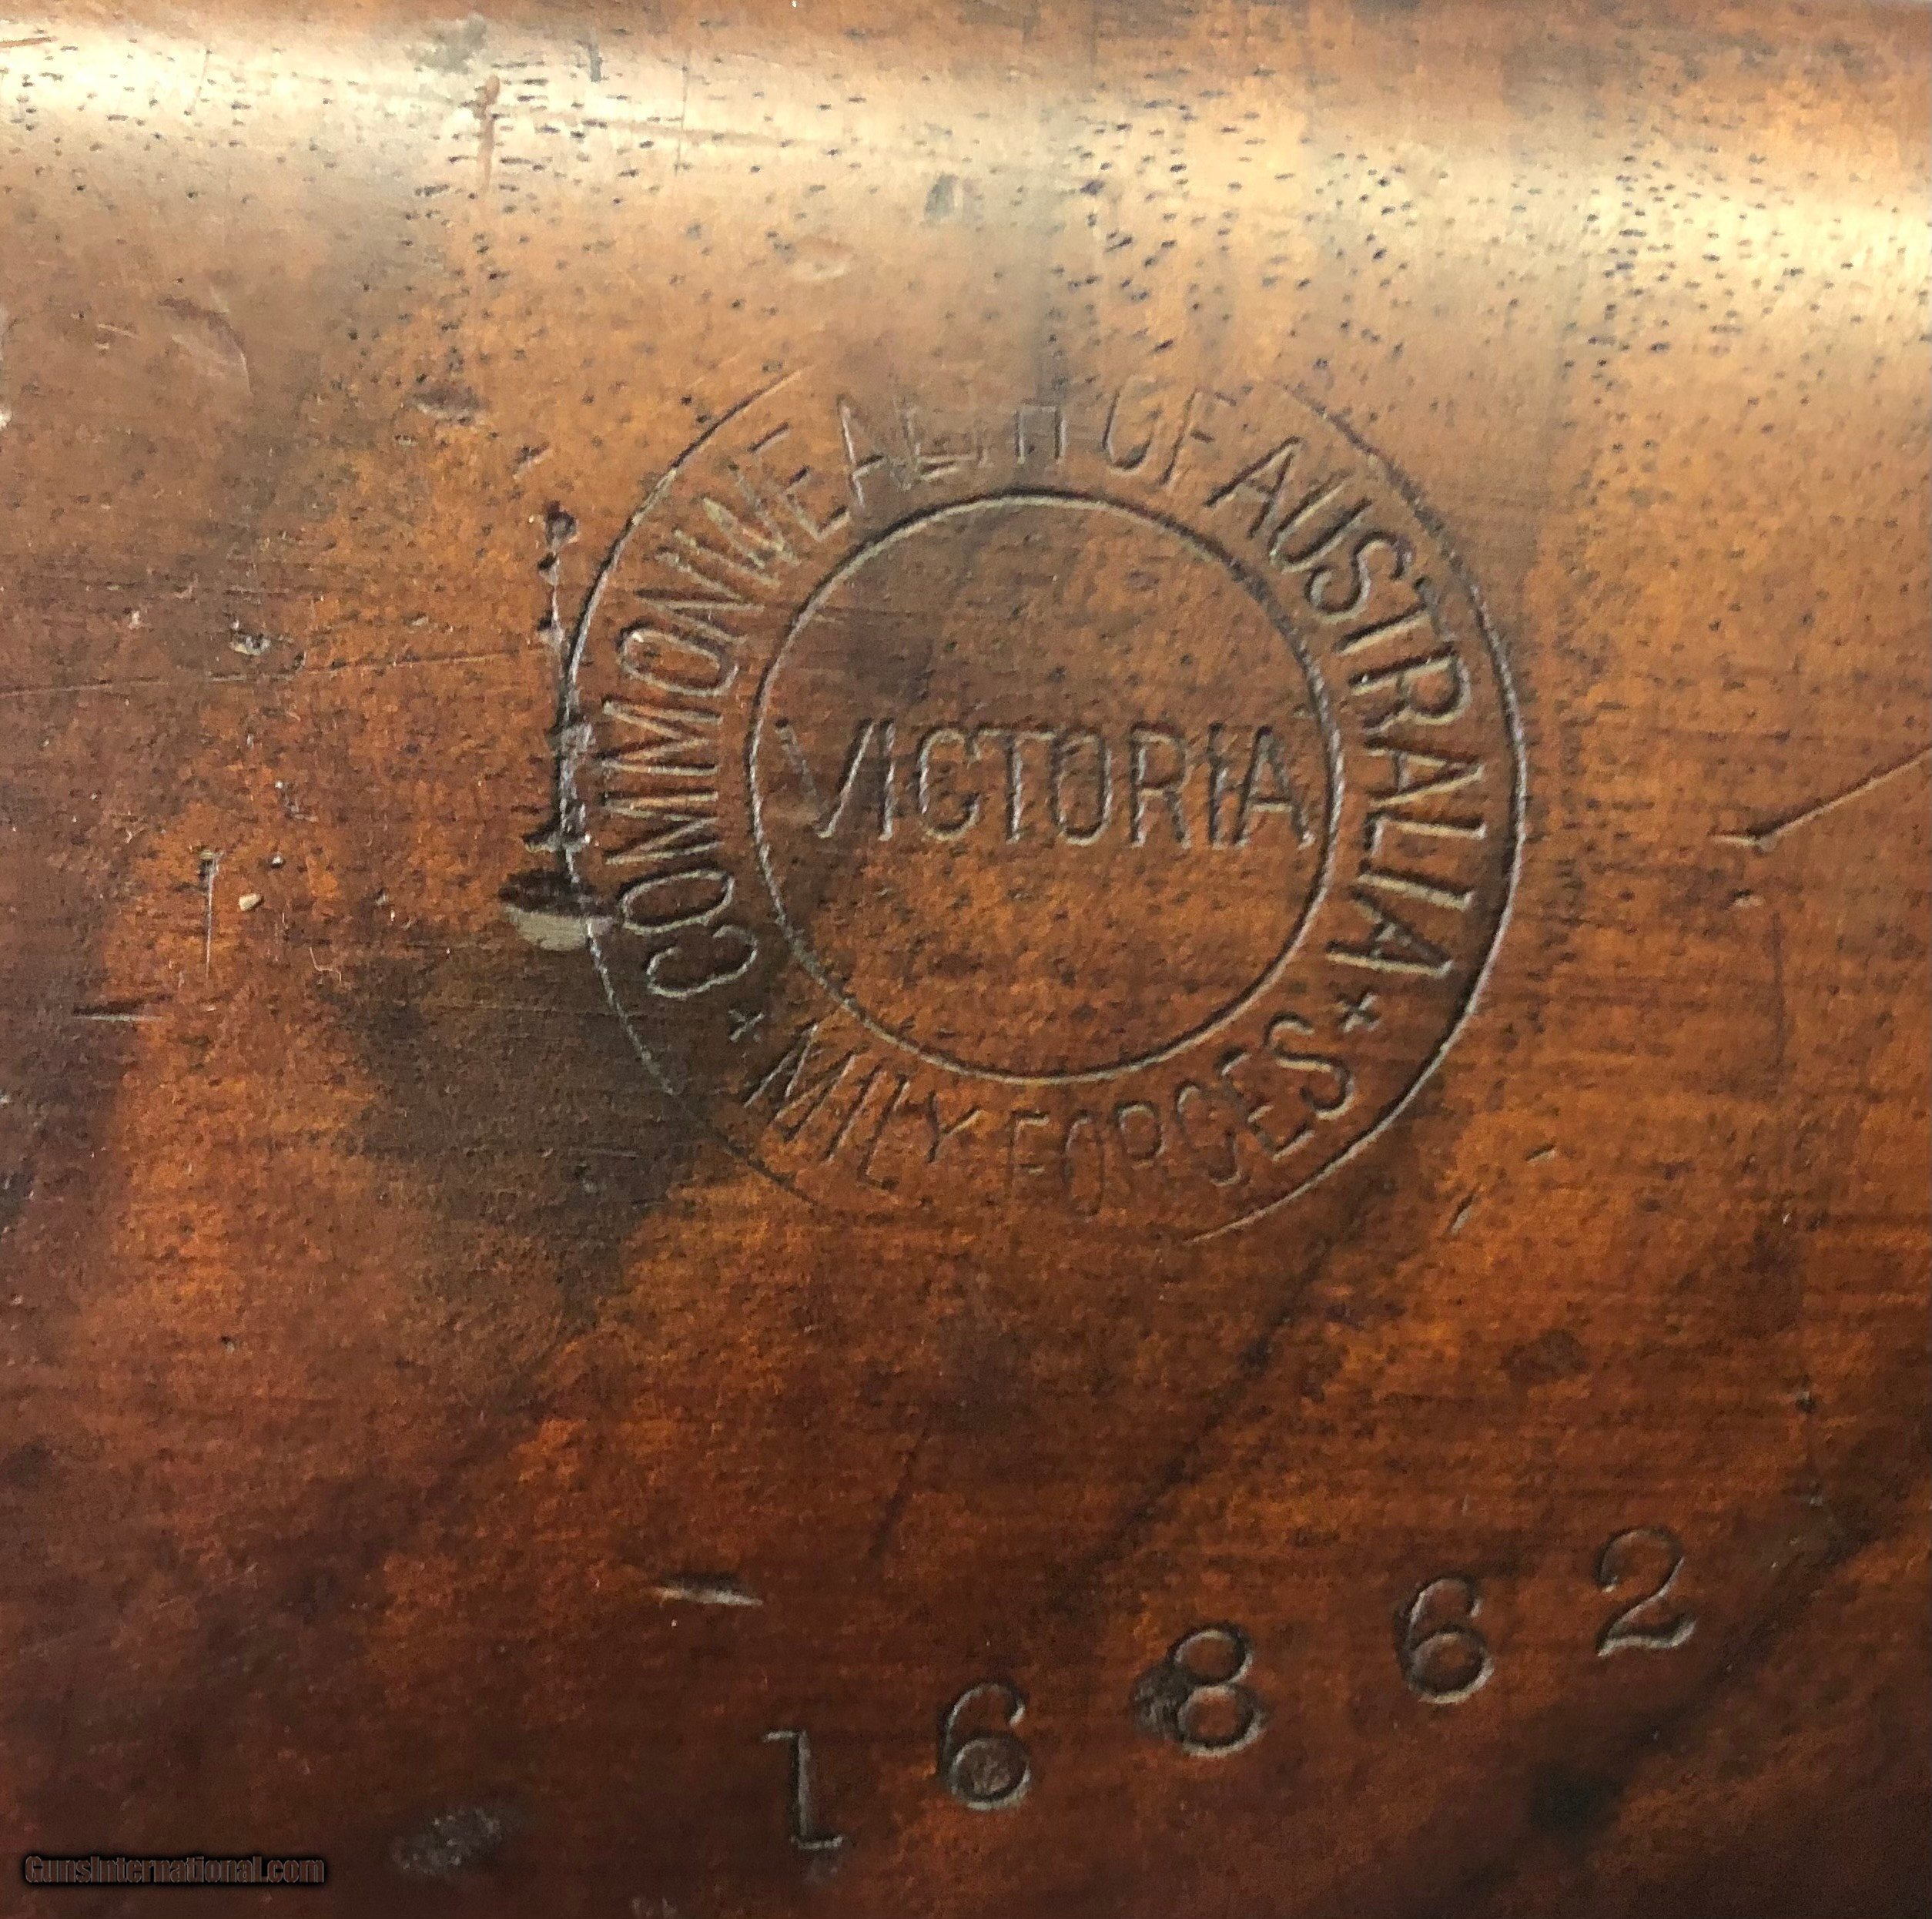 COMMONWEALTH OF AUSTRALIA
VICTORIA
× MILY FORCES ×
16862
GunsInternational.com